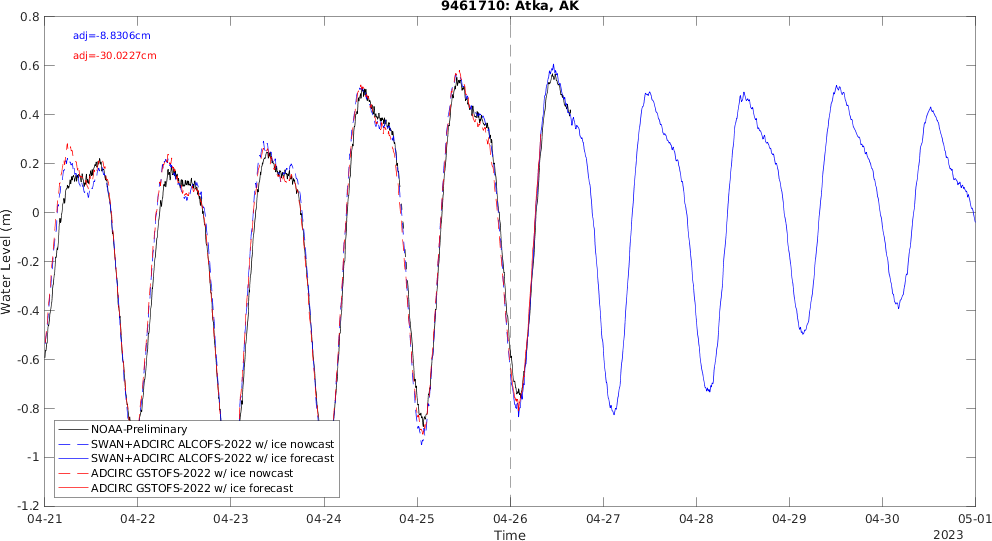 9461710: Atka, AK
adj=-8.8306cm
adj=-30.0227cm
0.8
0.6
0.4
0.2
0
-0.2
-0.4
-0.6
-0.8
-1
-1.2
Water Level (m)
NOAA-Preliminary
SWAN+ADCIRC ALCOFS-2022 w/ ice nowcast
SWAN+ADCIRC ALCOFS-2022 w/ ice forecast
ADCIRC GSTOFS-2022 w/ ice nowcast
ADCIRC GSTOFS-2022 w/ ice forecast
04-21 04-22 04-23 04-24 04-25 04-26 04-27 04-28 04-29 04-30 05-01
Time
2023